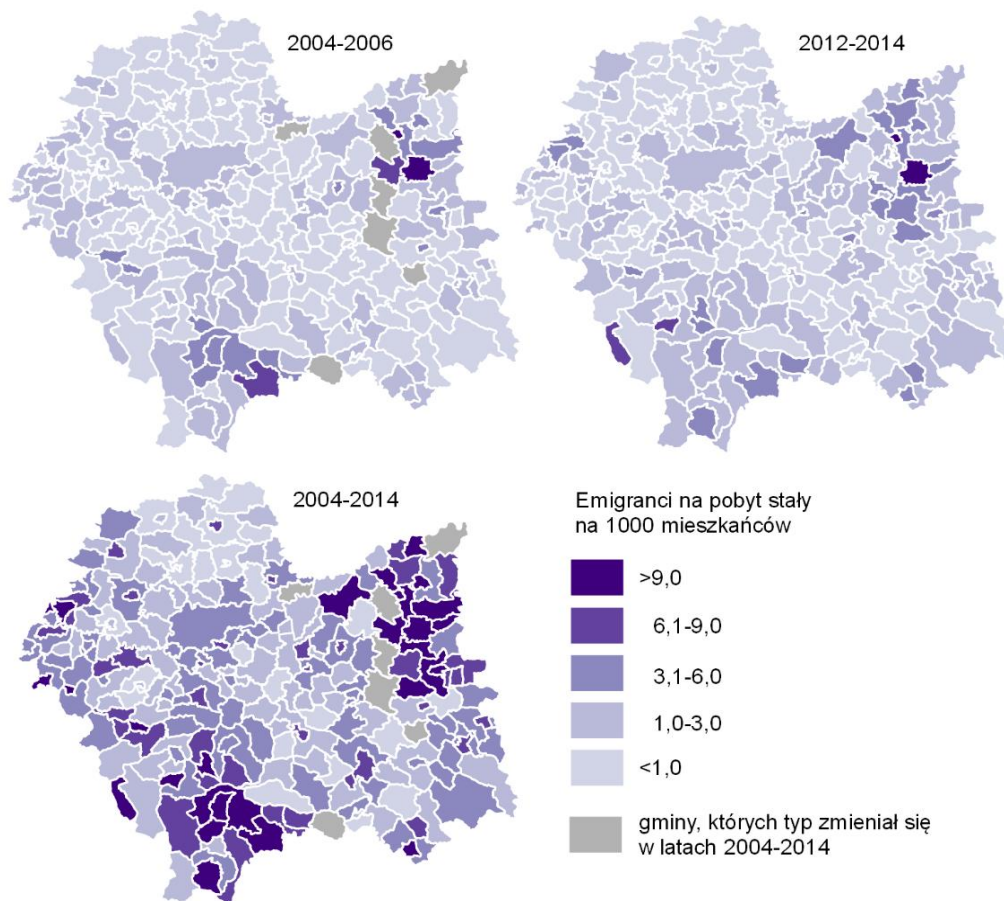 2004-2006
2012-2014
2004-2014
Emigranci na pobyt stały
na 1000 mieszkańców
>9,0
6,1-9,0
3,1-6,0
1,0-3,0
<1,0
gminy, których typ zmieniał się
w latach 2004-2014